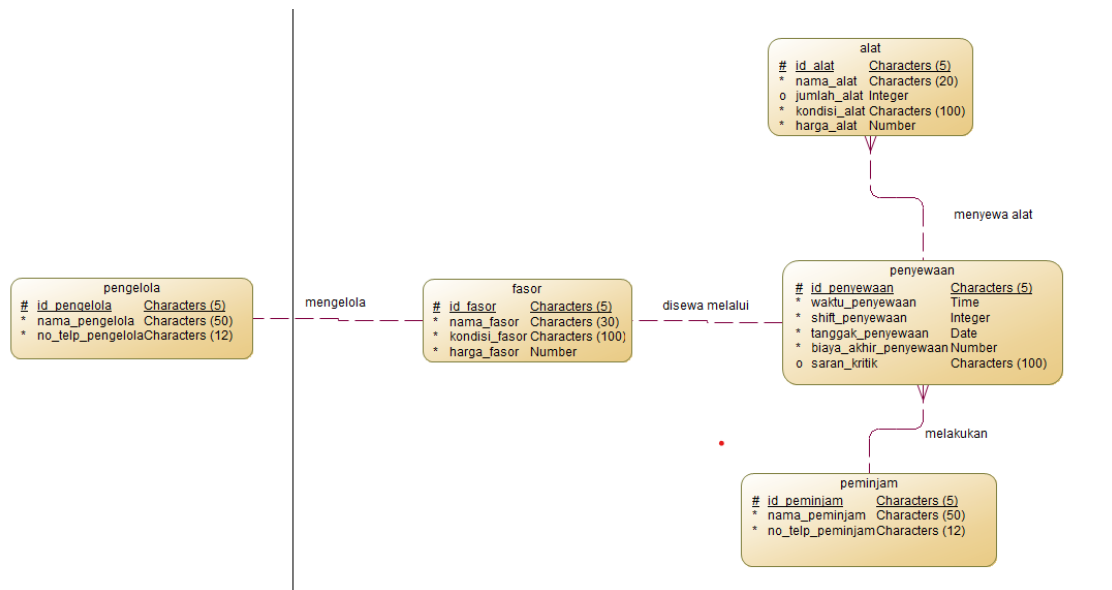 alat
# id_alat Characters (5)
* nama_alat Characters (20)
o jumlah_alat Integer
* kondisi_alat Characters (100)
* harga_alat Number
menyewa alat
pengelola
# id_pengelola Characters (5)
* nama_pengelola Characters (50)
* no_telp_pengelola Characters (12)
mengelola
fasor
# id_fasor Characters (5)
* nama_fasor Characters (30)
* kondisi_fasor Characters (100)
* harga_fasor Number
disewa melalui
penyewaan
# id_penyewaan Characters (5)
* waktu_penyewaan Time
* shift_penyewaan Integer
* tanggak_penyewaan Date
* biaya_akhir_penyewaan Number
o saran_kritik Characters (100)
melakukan
peminjam
# id_peminjam Characters (5)
* nama_peminjam Characters (50)
* no_telp_peminjam Characters (12)